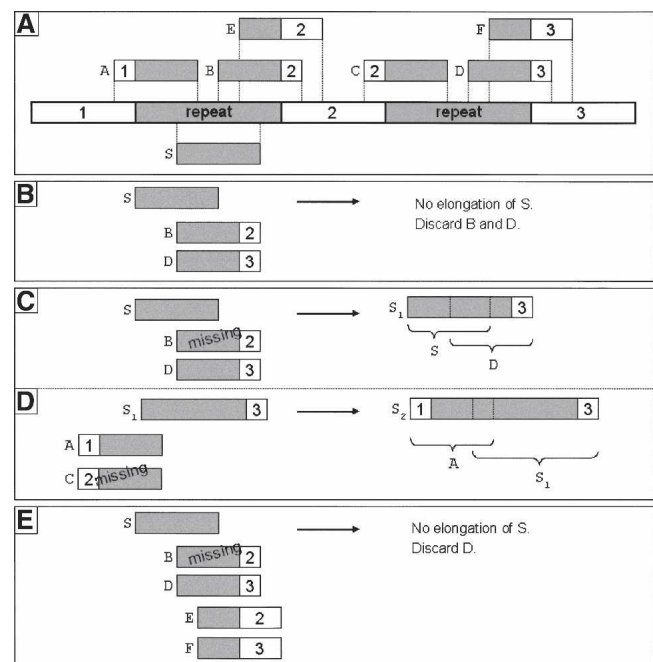 A
E 2
F 3
A 1
B 2
C 2
D 3
1 repeat 2 repeat 3
S
B
S
No elongation of S.
Discard B and D.
B 2
D 3
C
S
S1 3
B missing 2
S
D 3
D
D
S1 3
S2 1 3
A 1
C 2 missing
A
S1
E
S
No elongation of S.
Discard D.
B missing 2
D 3
E 2
F 3